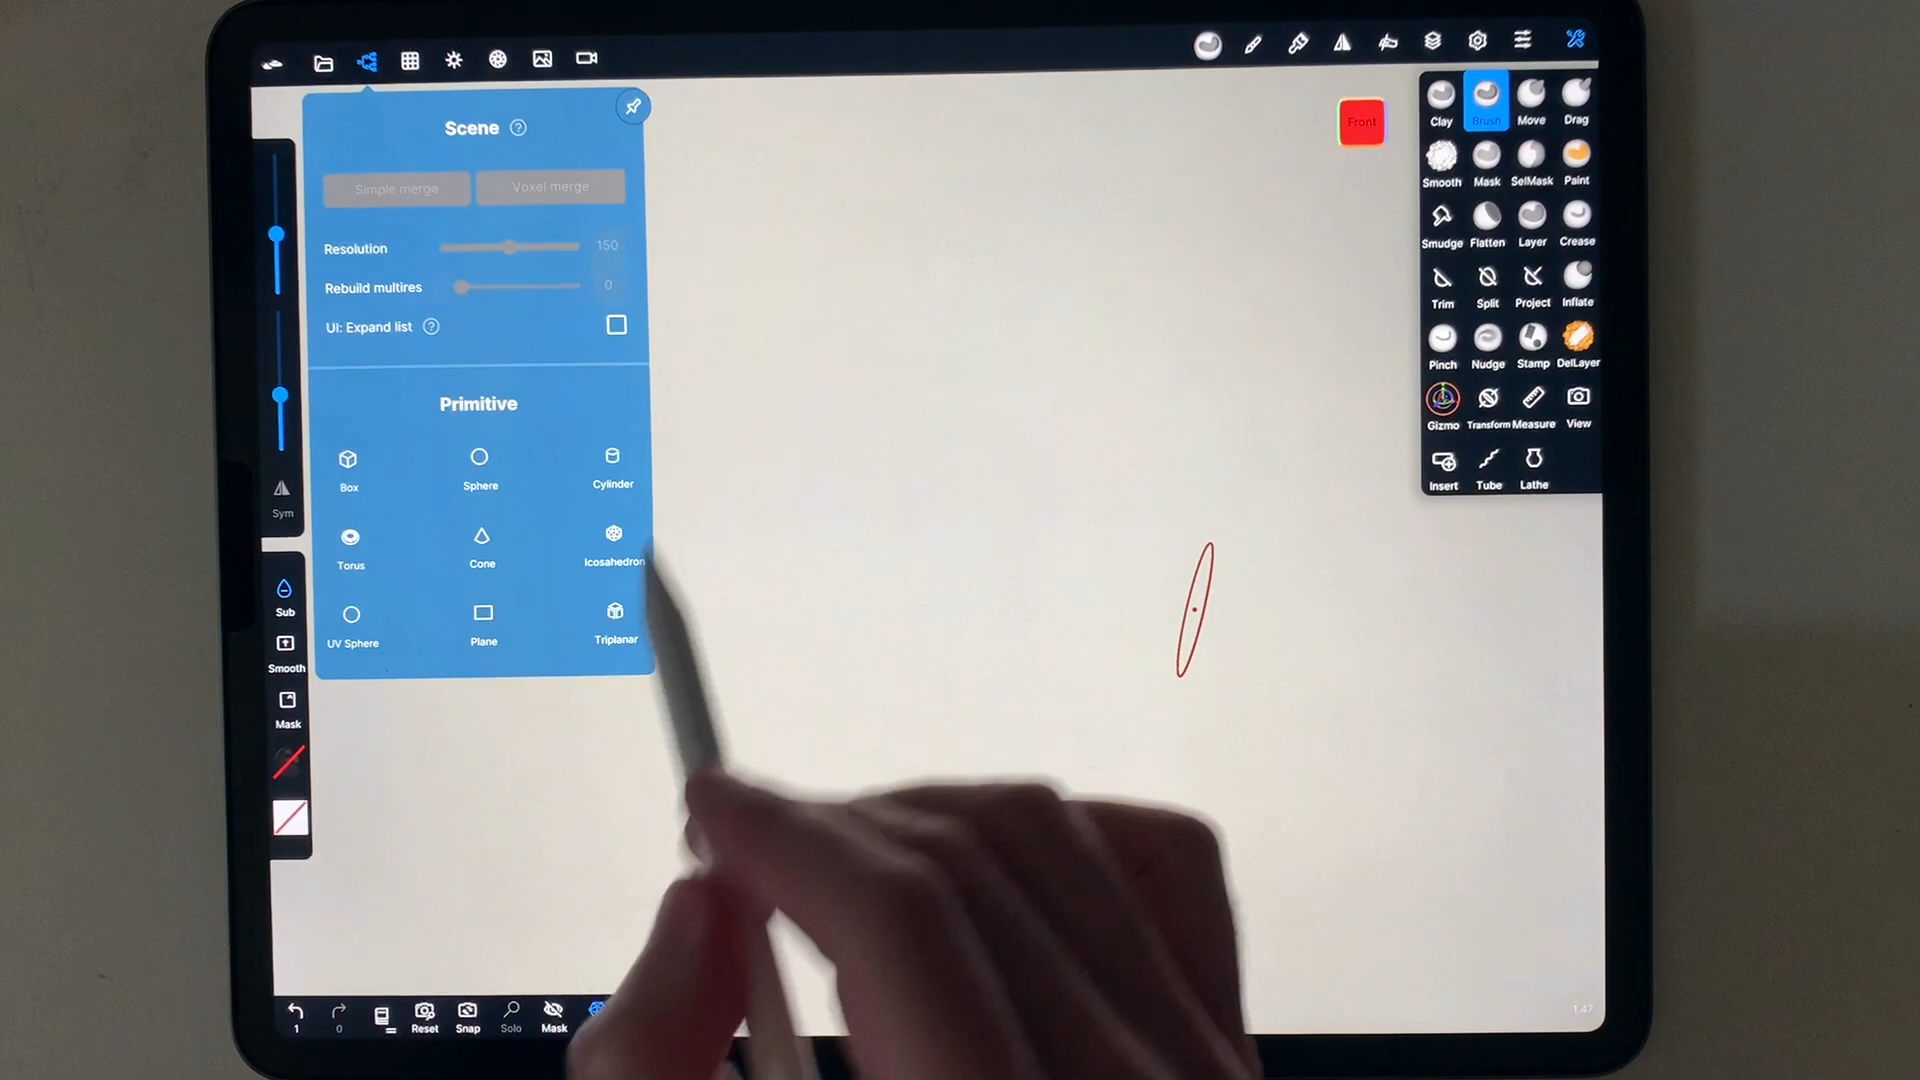 Scene ?
Simple merge Voxel merge
Resolution 150
Rebuild multires 0
UI: Expand list ?
Primitive
Box Sphere Cylinder
Torus Cone Icosahedron
UV Sphere Plane Triplanar
Sym
Sub
Smooth
Mask
1 0 Reset Snap Solo Mask
Front
Clay Brush Move Drag
Smooth Mask SelMask Paint
Smudge Flatten Layer Crease
Trim Split Project Inflate
Pinch Nudge Stamp DelLayer
Gizmo Transform Measure View
Insert Tube Lathe
1.47